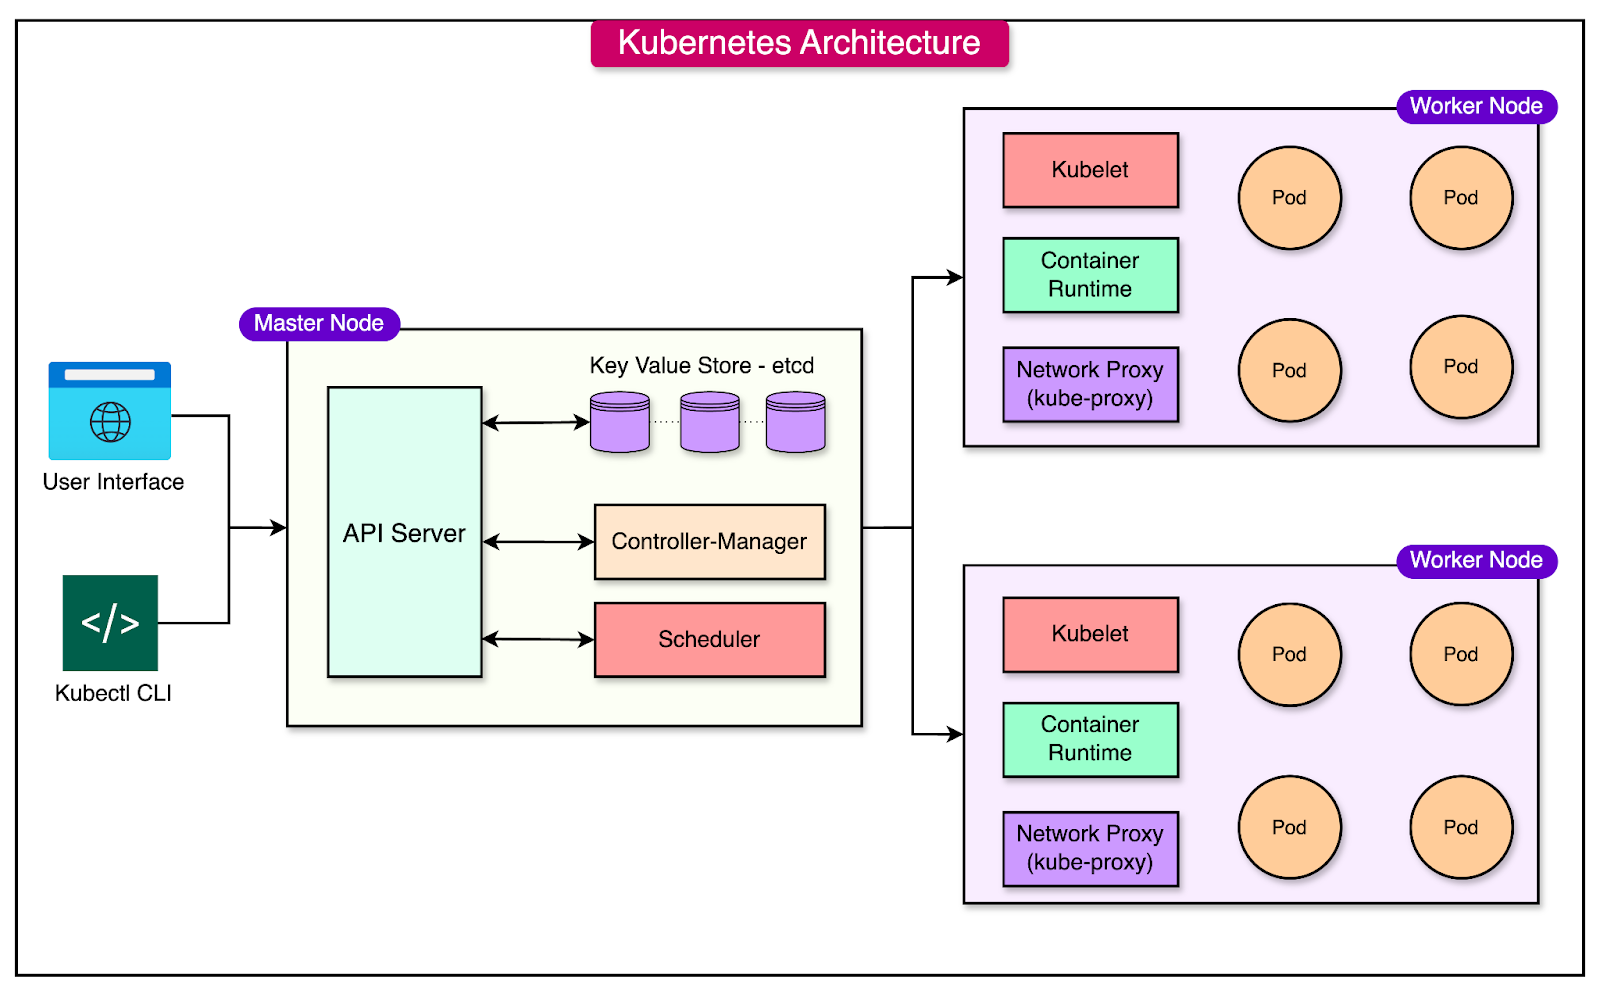 Kubernetes Architecture
User Interface
Kubectl CLI
Master Node
API Server
Key Value Store - etcd
Controller-Manager
Scheduler
Worker Node
Kubelet
Container
Runtime
Network Proxy
(kube-proxy)
Pod
Pod
Pod
Pod
Worker Node
Kubelet
Container
Runtime
Network Proxy
(kube-proxy)
Pod
Pod
Pod
Pod